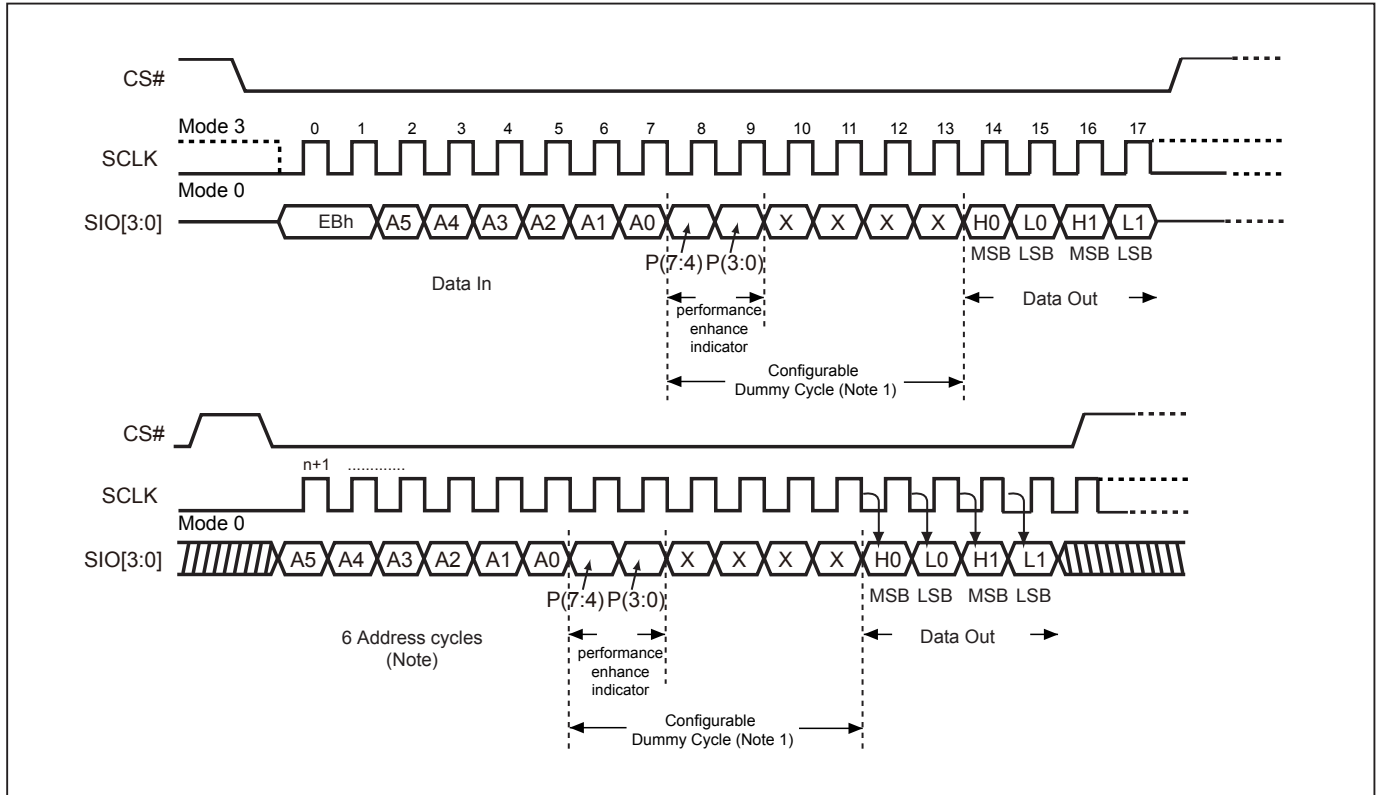 CS#
Mode 3
0 1 2 3 4 5 6 7 8 9 10 11 12 13 14 15 16 17
SCLK
Mode 0
SIO[3:0] EBh A5 A4 A3 A2 A1 A0 X X X X H0 L0 H1 L1
MSB LSB MSB LSB
P(7:4) P(3:0)
Data In
Data Out
performance
enhance
indicator
Configurable
Dummy Cycle (Note 1)
CS#
n+1 .............
SCLK
Mode 0
SIO[3:0] A5 A4 A3 A2 A1 A0 X X X X H0 L0 H1 L1
P(7:4) P(3:0)
MSB LSB MSB LSB
6 Address cycles
(Note)
Data Out
performance
enhance
indicator
Configurable
Dummy Cycle (Note 1)